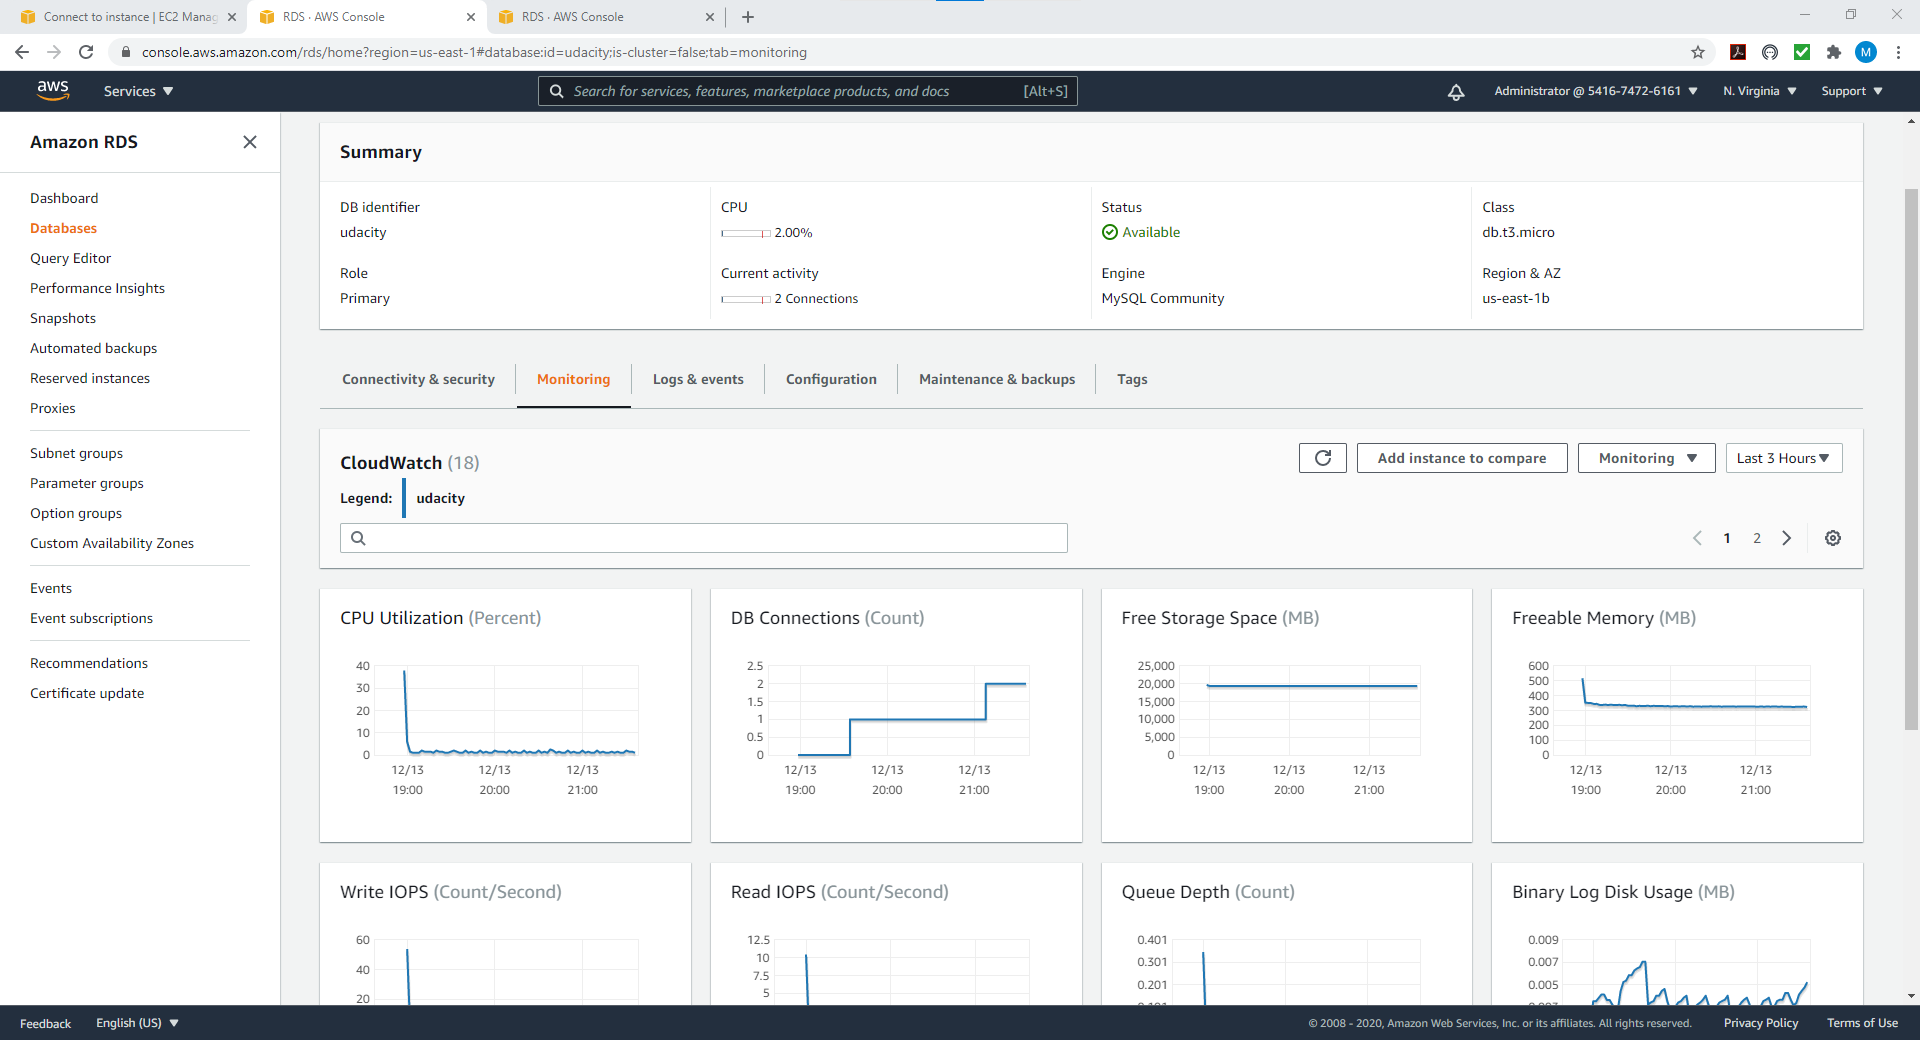 Connect to instance | EC2 Manag
RDS · AWS Console
RDS · AWS Console
console.aws.amazon.com/rds/home?region=us-east-1#database:id=udacity;is-cluster=false;tab=monitoring
M
aws
Services
Search for services, features, marketplace products, and docs
[Alt+S]
Administrator @ 5416-7472-6161
N. Virginia
Support
Amazon RDS
Dashboard
Databases
Query Editor
Performance Insights
Snapshots
Automated backups
Reserved instances
Proxies
Subnet groups
Parameter groups
Option groups
Custom Availability Zones
Events
Event subscriptions
Recommendations
Certificate update
Summary
DB identifier
udacity
CPU
2.00%
Status
Available
Class
db.t3.micro
Role
Primary
Current activity
2 Connections
Engine
MySQL Community
Region & AZ
us-east-1b
Connectivity & security
Monitoring
Logs & events
Configuration
Maintenance & backups
Tags
CloudWatch (18)
Add instance to compare
Monitoring
Last 3 Hours
Legend: udacity
1
2
CPU Utilization (Percent)
40
30
20
10
0
12/13 12/13 12/13
19:00 20:00 21:00
DB Connections (Count)
2.5
2
1.5
1
0.5
0
12/13 12/13 12/13
19:00 20:00 21:00
Free Storage Space (MB)
25,000
20,000
15,000
10,000
5,000
0
12/13 12/13 12/13
19:00 20:00 21:00
Freeable Memory (MB)
600
500
400
300
200
100
0
12/13 12/13 12/13
19:00 20:00 21:00
Write IOPS (Count/Second)
60
40
20
Read IOPS (Count/Second)
12.5
10
7.5
5
Queue Depth (Count)
0.401
0.301
0.201
Binary Log Disk Usage (MB)
0.009
0.007
0.005
Feedback
English (US)
© 2008 - 2020, Amazon Web Services, Inc. or its affiliates. All rights reserved.
Privacy Policy
Terms of Use